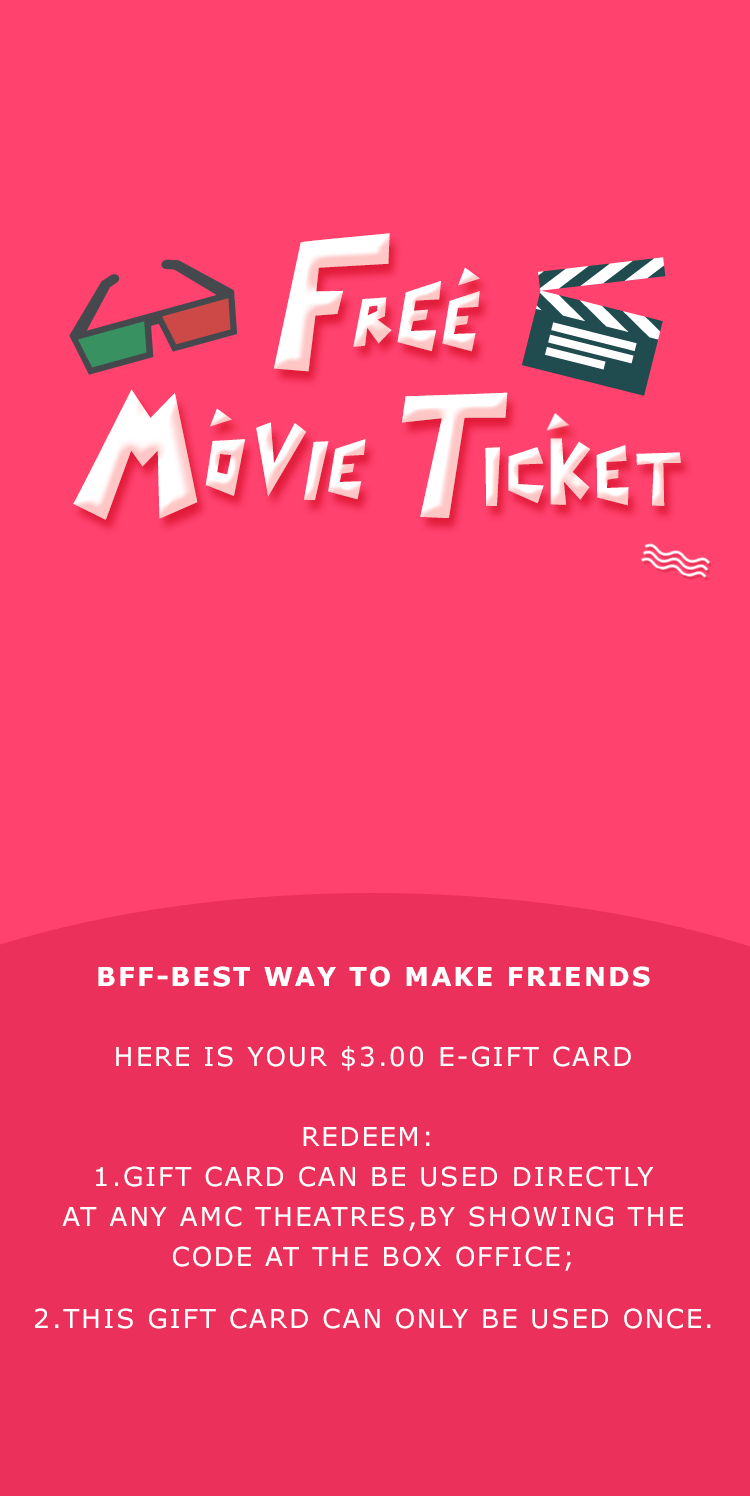 FREE
MOVIE TICKET
BFF-BEST WAY TO MAKE FRIENDS
HERE IS YOUR $3.00 E-GIFT CARD
REDEEM:
1.GIFT CARD CAN BE USED DIRECTLY
AT ANY AMC THEATRES,BY SHOWING THE
CODE AT THE BOX OFFICE;
2.THIS GIFT CARD CAN ONLY BE USED ONCE.